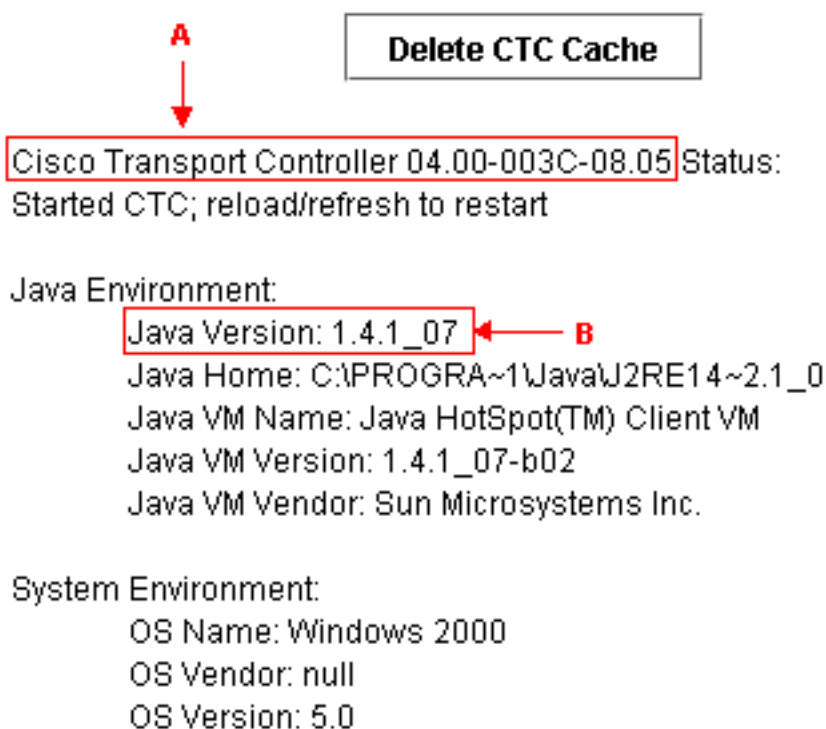 A
Delete CTC Cache
Cisco Transport Controller 04.00-003C-08.05 Status:
Started CTC; reload/refresh to restart
Java Environment:
Java Version: 1.4.1_07
B
Java Home: C:\PROGRA~1\Java\J2RE14~2.1_0
Java VM Name: Java HotSpot(TM) Client VM
Java VM Version: 1.4.1_07-b02
Java VM Vendor: Sun Microsystems Inc.
System Environment:
OS Name: Windows 2000
OS Vendor: null
OS Version: 5.0